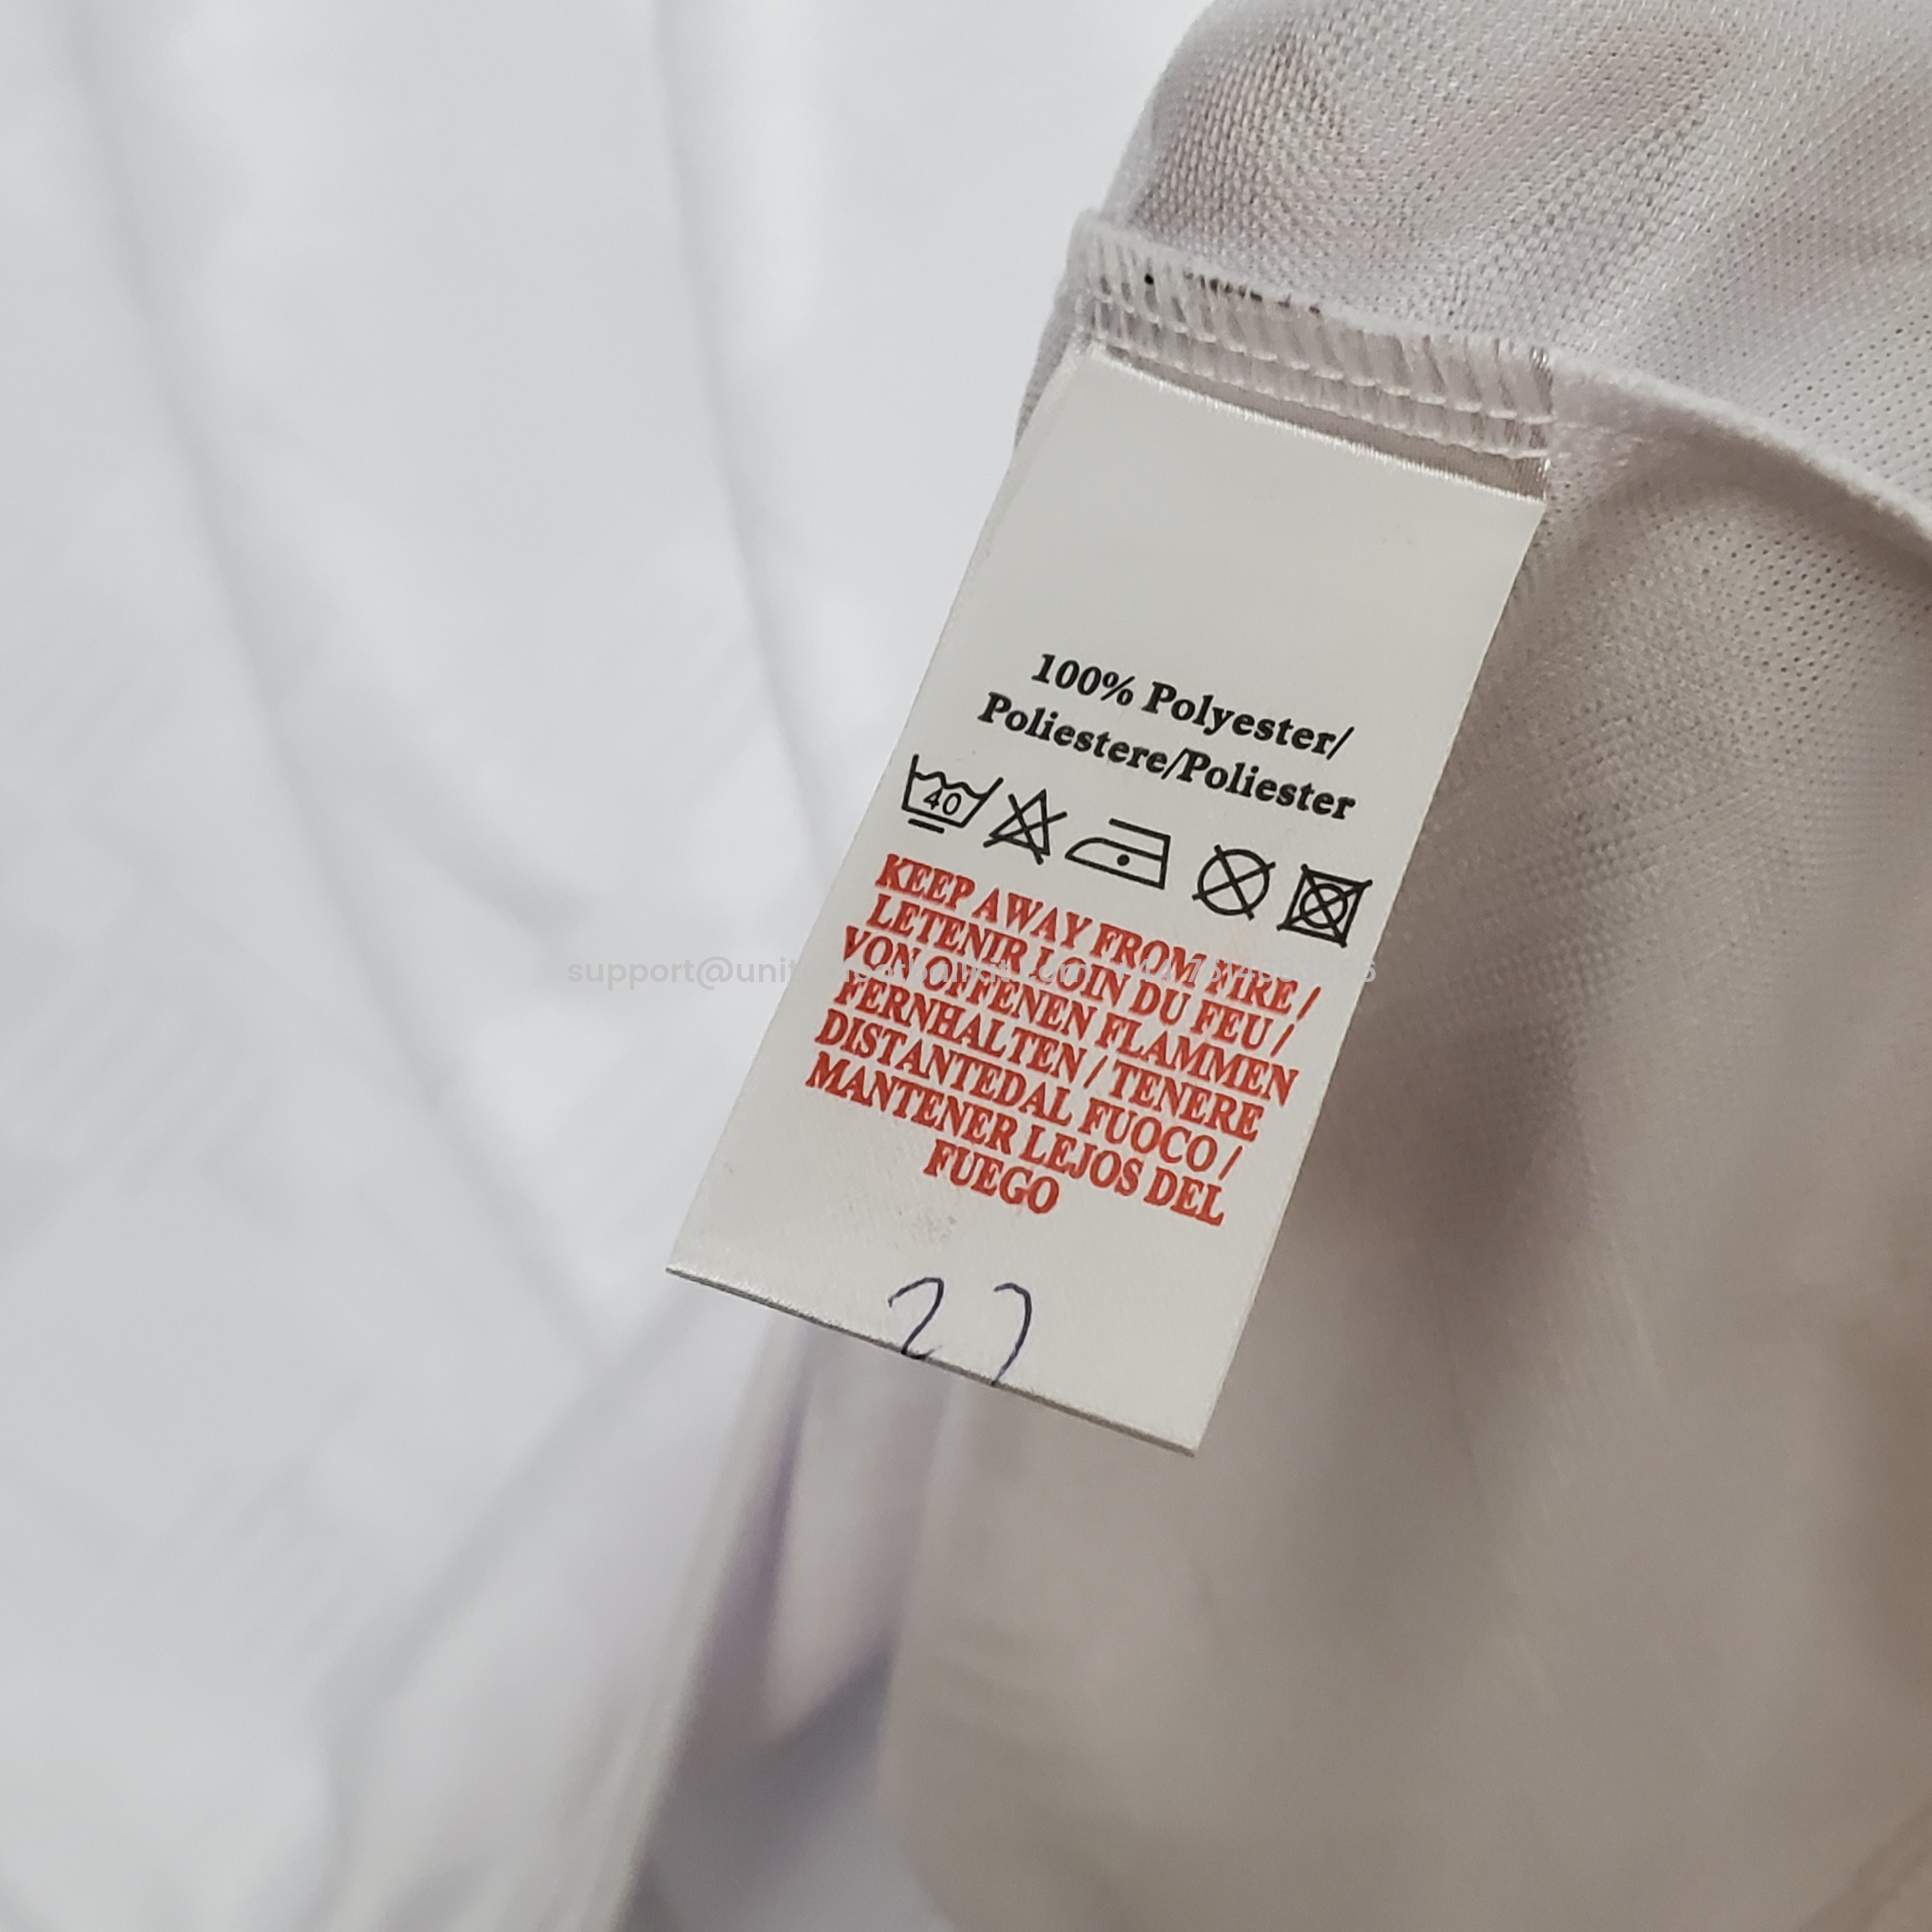 100% Polyester/
Poliestere/Poliester
40
KEEP AWAY FROM FIRE /
LETENIR LOIN DU FEU /
VON OFFENEN FLAMMEN
FERNHALTEN / TENERE
DISTANTEDAL FUOCO /
MANTENER LEJOS DEL
FUEGO
27